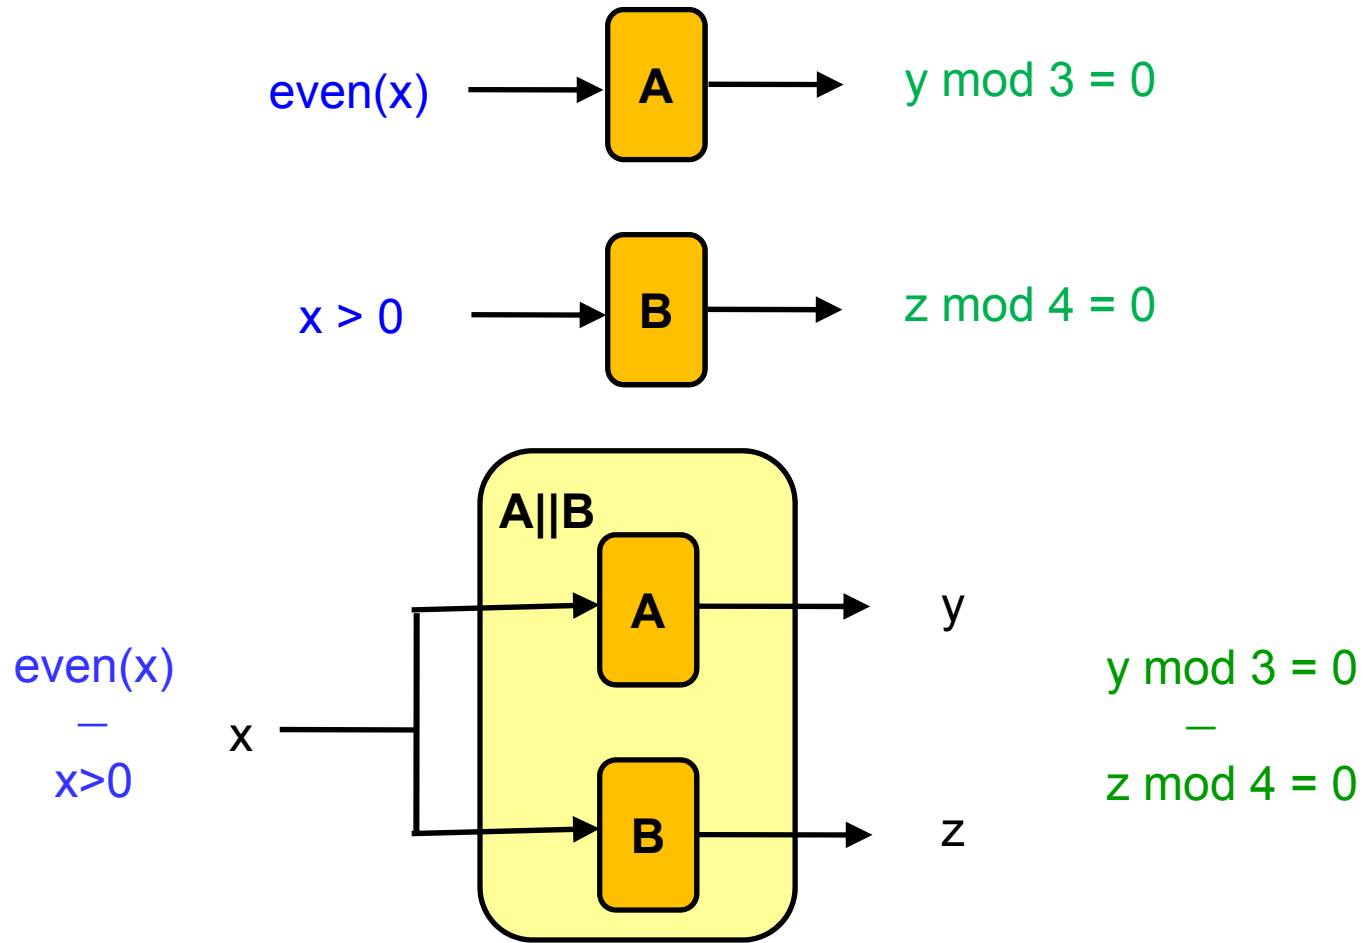 even(x)
A
y mod 3 = 0
x > 0
B
z mod 4 = 0
A||B
A
y
even(x)
–
x>0
x
y mod 3 = 0
–
z mod 4 = 0
B
z